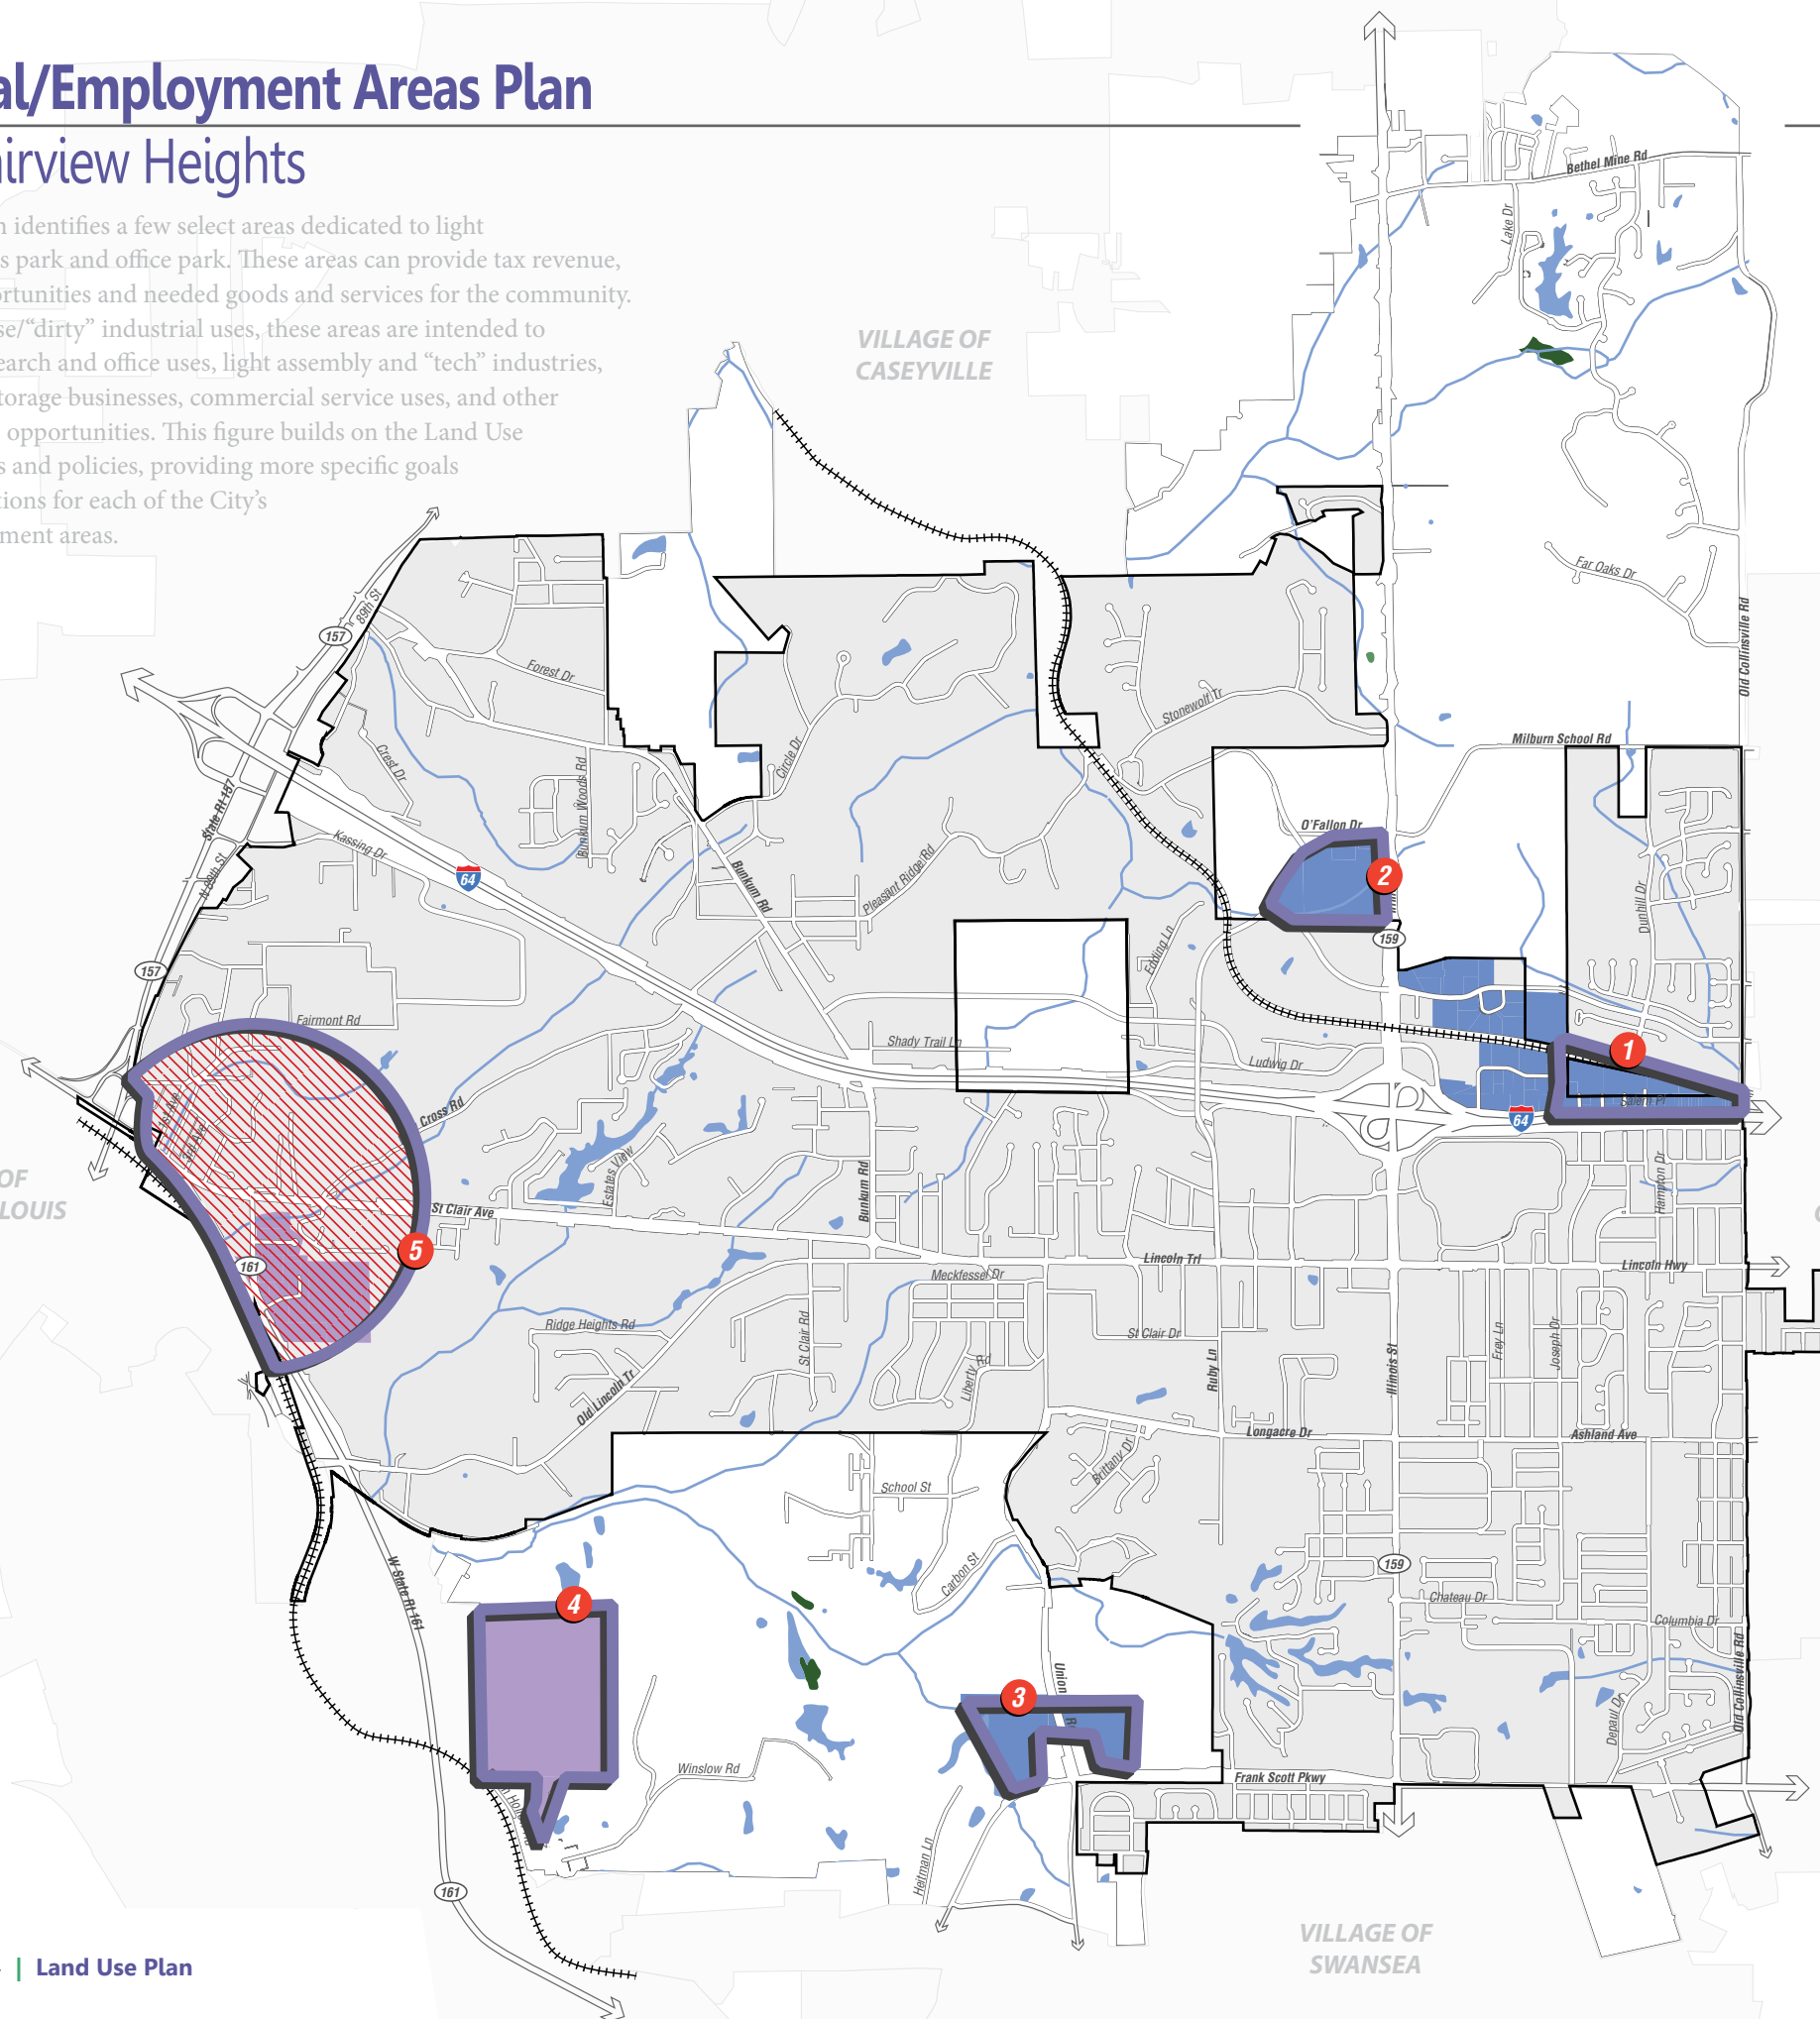 al/Employment Areas Plan
airview Heights
n identifies a few select areas dedicated to light
s park and office park. These areas can provide tax revenue,
ortunities and needed goods and services for the community.
se/“dirty” industrial uses, these areas are intended to
earch and office uses, light assembly and “tech” industries,
torage businesses, commercial service uses, and other
opportunities. This figure builds on the Land Use
s and policies, providing more specific goals
tions for each of the City’s
ment areas.
VILLAGE OF
CASEYVILLE
Bethel Mine Rd
Lake Dr
Far Oaks Dr
Old Collinsville Rd
89th St
157
Forest Dr
Stonewolf Tr
Crest Dr
Circle Dr
Milburn School Rd
State Rt 157
Bunkum Woods Rd
Kassing Dr
O'Fallon Dr
64
N 89th St
Bunkum Rd
Pleasant Ridge Rd
2
Dunhill Dr
159
157
Edding Ln
Fairmont Rd
Shady Trail Ln
Ludwig Dr
1
Salem Pl
64
1st Ave
3rd Ave
Cross Rd
Estates View
Bunkum Rd
Hampton Dr
OF
LOUIS
St Clair Ave
5
161
Lincoln Trl
Lincoln Hwy
Meckfessel Dr
Ridge Heights Rd
St Clair Rd
St Clair Dr
Liberty Rd
Ruby Ln
Illinois St
Frey Ln
Joseph Dr
Old Lincoln Tr
Longacre Dr
Ashland Ave
Brittany Dr
School St
Carbon St
159
W State Rt 161
Chateau Dr
Columbia Dr
4
Union
3
Old Collinsville Rd
Depaul Dr
Winslow Rd
Frank Scott Pkwy
Heitman Ln
161
VILLAGE OF
SWANSEA
| Land Use Plan